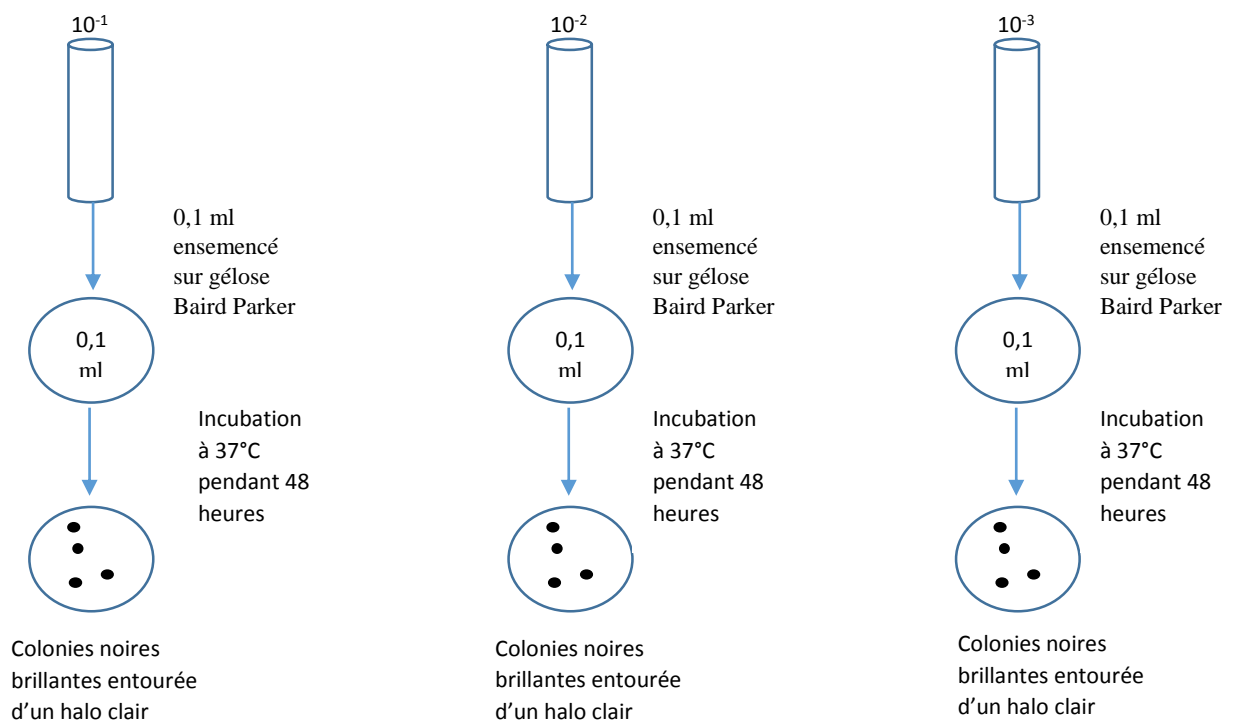 10-1
0,1 ml
ensemencé
sur gélose
Baird Parker
0,1
ml
Incubation
à 37°C
pendant 48
heures
Colonies noires
brillantes entourée
d'un halo clair
10-2
0,1 ml
ensemencé
sur gélose
Baird Parker
0,1
ml
Incubation
à 37°C
pendant 48
heures
Colonies noires
brillantes entourée
d'un halo clair
10-3
0,1 ml
ensemencé
sur gélose
Baird Parker
0,1
ml
Incubation
à 37°C
pendant 48
heures
Colonies noires
brillantes entourée
d'un halo clair